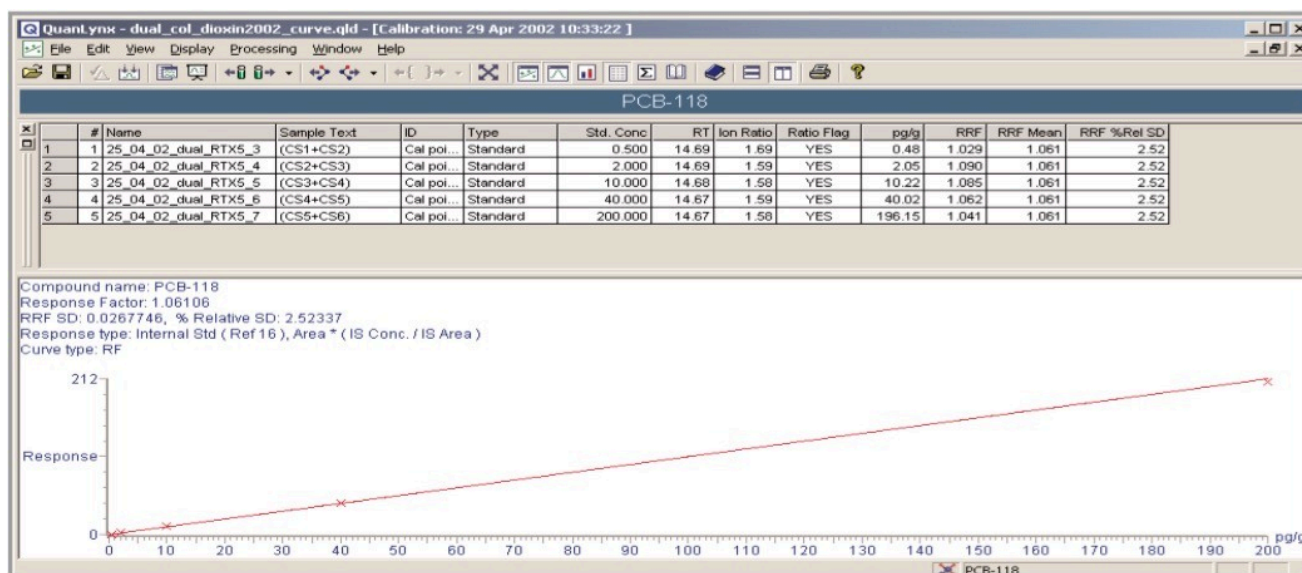 QuanLynx - dual_col_dioxin2002_curve.qld - [Calibration: 29 Apr 2002 10:33:22 ]
File Edit View Display Processing Window Help
PCB-118
# Name Sample Text ID Type Std. Conc RT Ion Ratio Ratio Flag pg/g RRF RRF Mean RRF %Rel SD
1 1 25_04_02_dual_RTX5_3 (CS1+CS2) Cal poi... Standard 0.500 14.69 1.69 YES 0.48 1.029 1.061 2.52
2 2 25_04_02_dual_RTX5_4 (CS2+CS3) Cal poi... Standard 2.000 14.69 1.59 YES 2.05 1.090 1.061 2.52
3 3 25_04_02_dual_RTX5_5 (CS3+CS4) Cal poi... Standard 10.000 14.68 1.58 YES 10.22 1.085 1.061 2.52
4 4 25_04_02_dual_RTX5_6 (CS4+CS5) Cal poi... Standard 40.000 14.67 1.59 YES 40.02 1.062 1.061 2.52
5 5 25_04_02_dual_RTX5_7 (CS5+CS6) Cal poi... Standard 200.000 14.67 1.58 YES 196.15 1.041 1.061 2.52
Compound name: PCB-118
Response Factor: 1.06106
RRF SD: 0.0267746, % Relative SD: 2.52337
Response type: Internal Std ( Ref 16 ), Area * ( IS Conc. / IS Area )
Curve type: RF
212
Response
0
0 10 20 30 40 50 60 70 80 90 100 110 120 130 140 150 160 170 180 190 200 pg/g
PCB-118